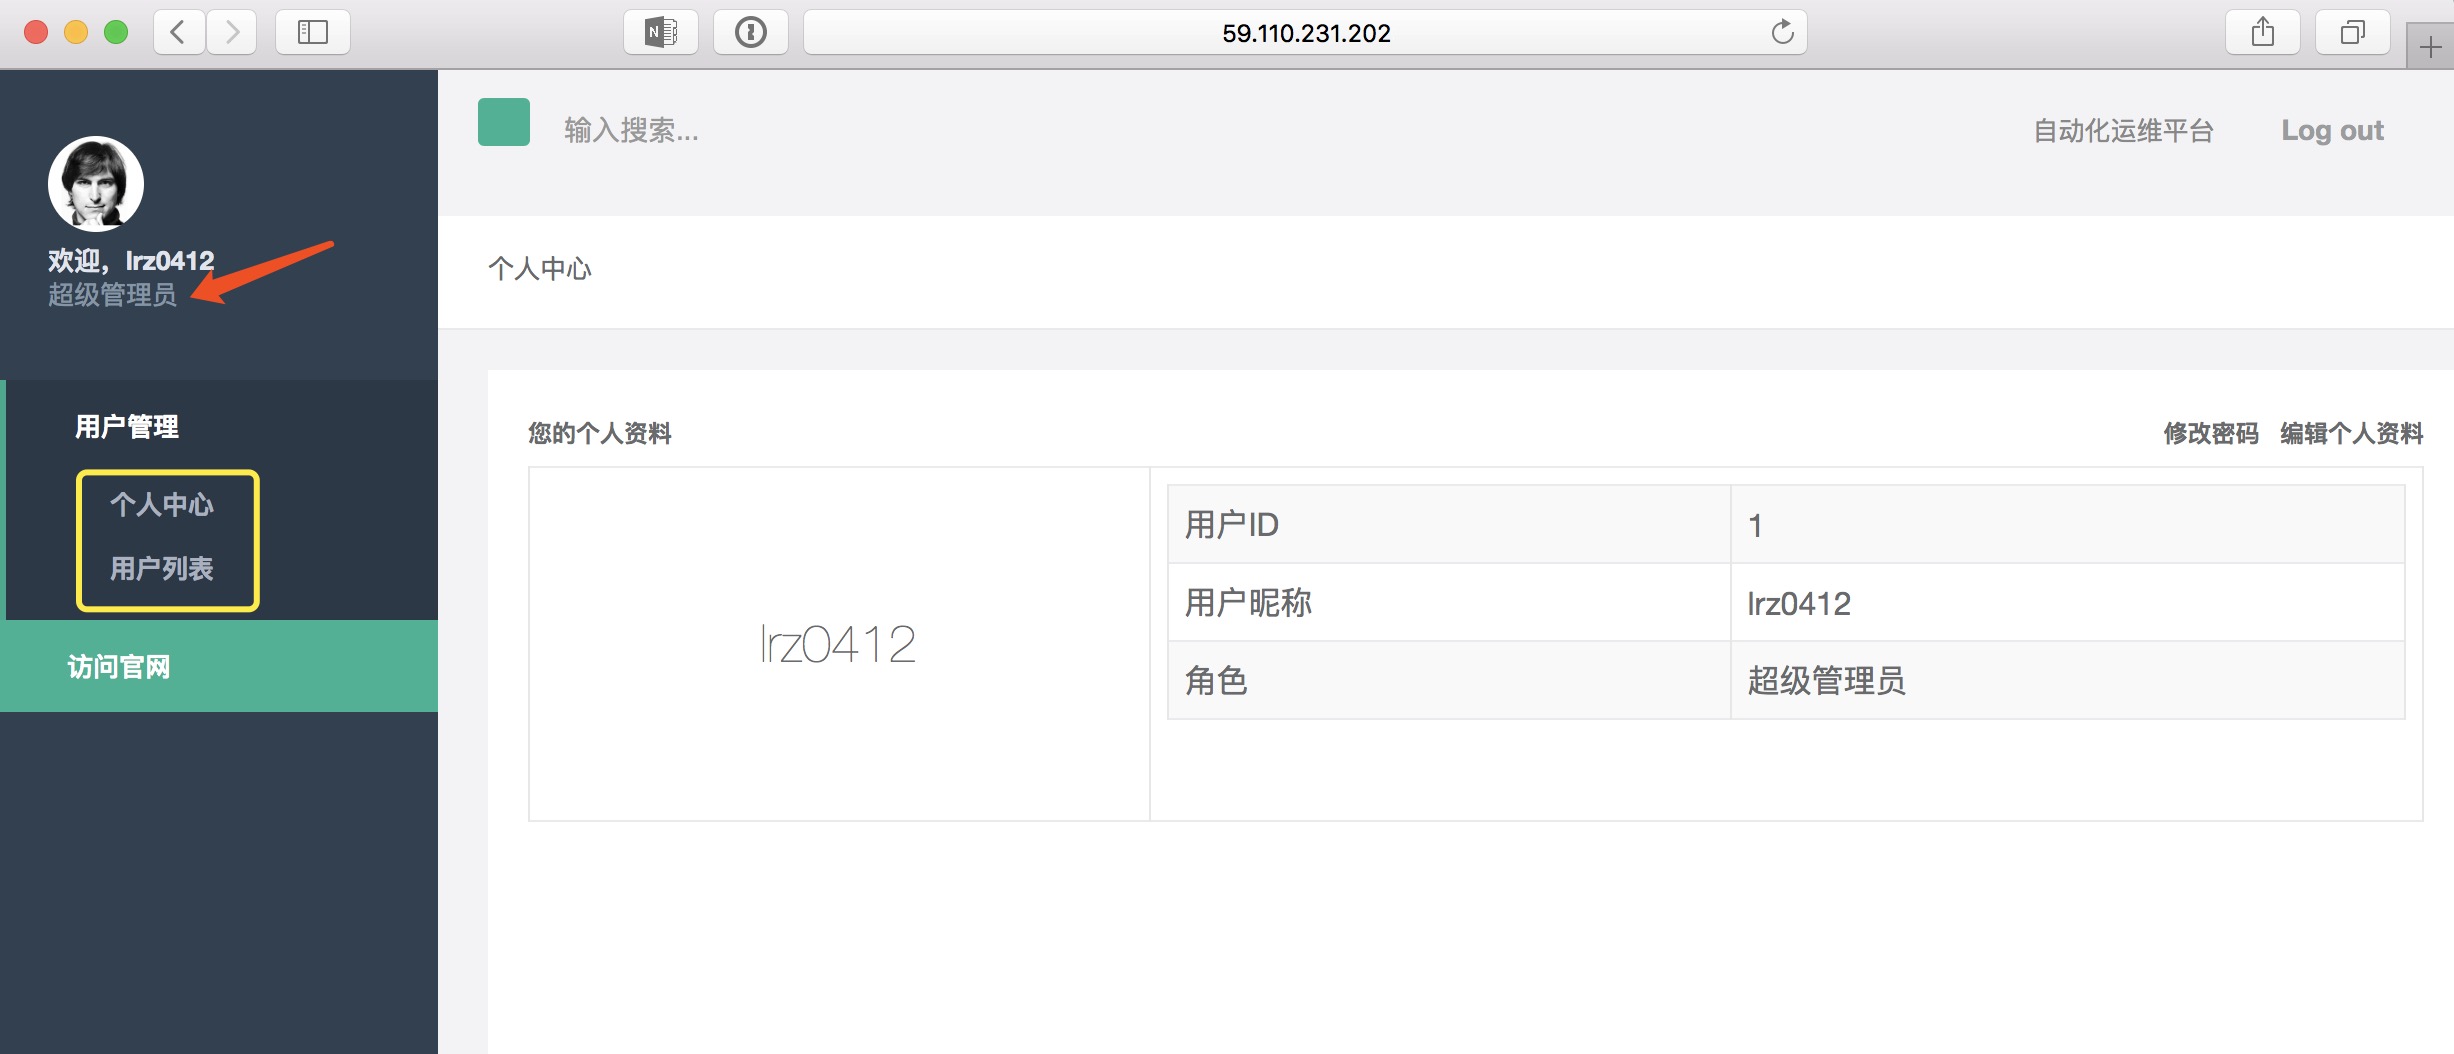 59.110.231.202
输入搜索...
自动化运维平台
Log out
欢迎，lrz0412
超级管理员
个人中心
用户管理
个人中心
用户列表
访问官网
您的个人资料
修改密码 编辑个人资料
lrz0412
用户ID 1
用户昵称 lrz0412
角色 超级管理员